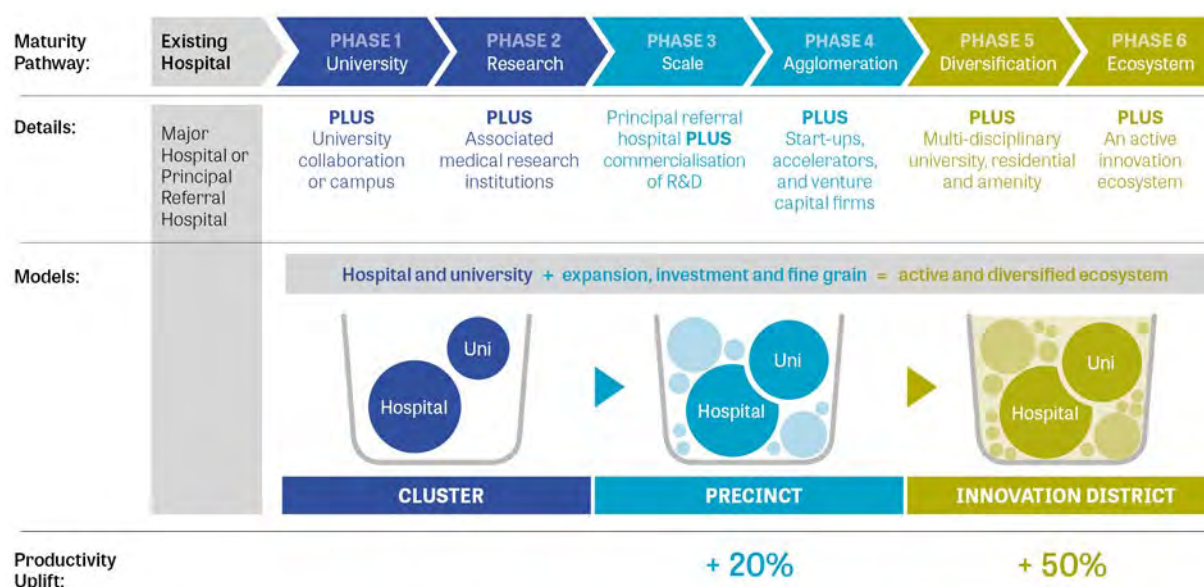 Maturity
Pathway:
Existing
Hospital
PHASE 1
University
PHASE 2
Research
PHASE 3
Scale
PHASE 4
Agglomeration
PHASE 5
Diversification
PHASE 6
Ecosystem
Details:
Major
Hospital or
Principal
Referral
Hospital
PLUS
University
collaboration
or campus
PLUS
Associated
medical research
institutions
Principal referral
hospital PLUS
commercialisation
of R&D
PLUS
Start-ups,
accelerators,
and venture
capital firms
PLUS
Multi-disciplinary
university, residential
and amenity
PLUS
An active
innovation
ecosystem
Models:
Hospital and university + expansion, investment and fine grain = active and diversified ecosystem
Uni
Hospital
Uni
Hospital
Uni
Hospital
CLUSTER
PRECINCT
INNOVATION DISTRICT
Productivity
Uplift:
+ 20%
+ 50%